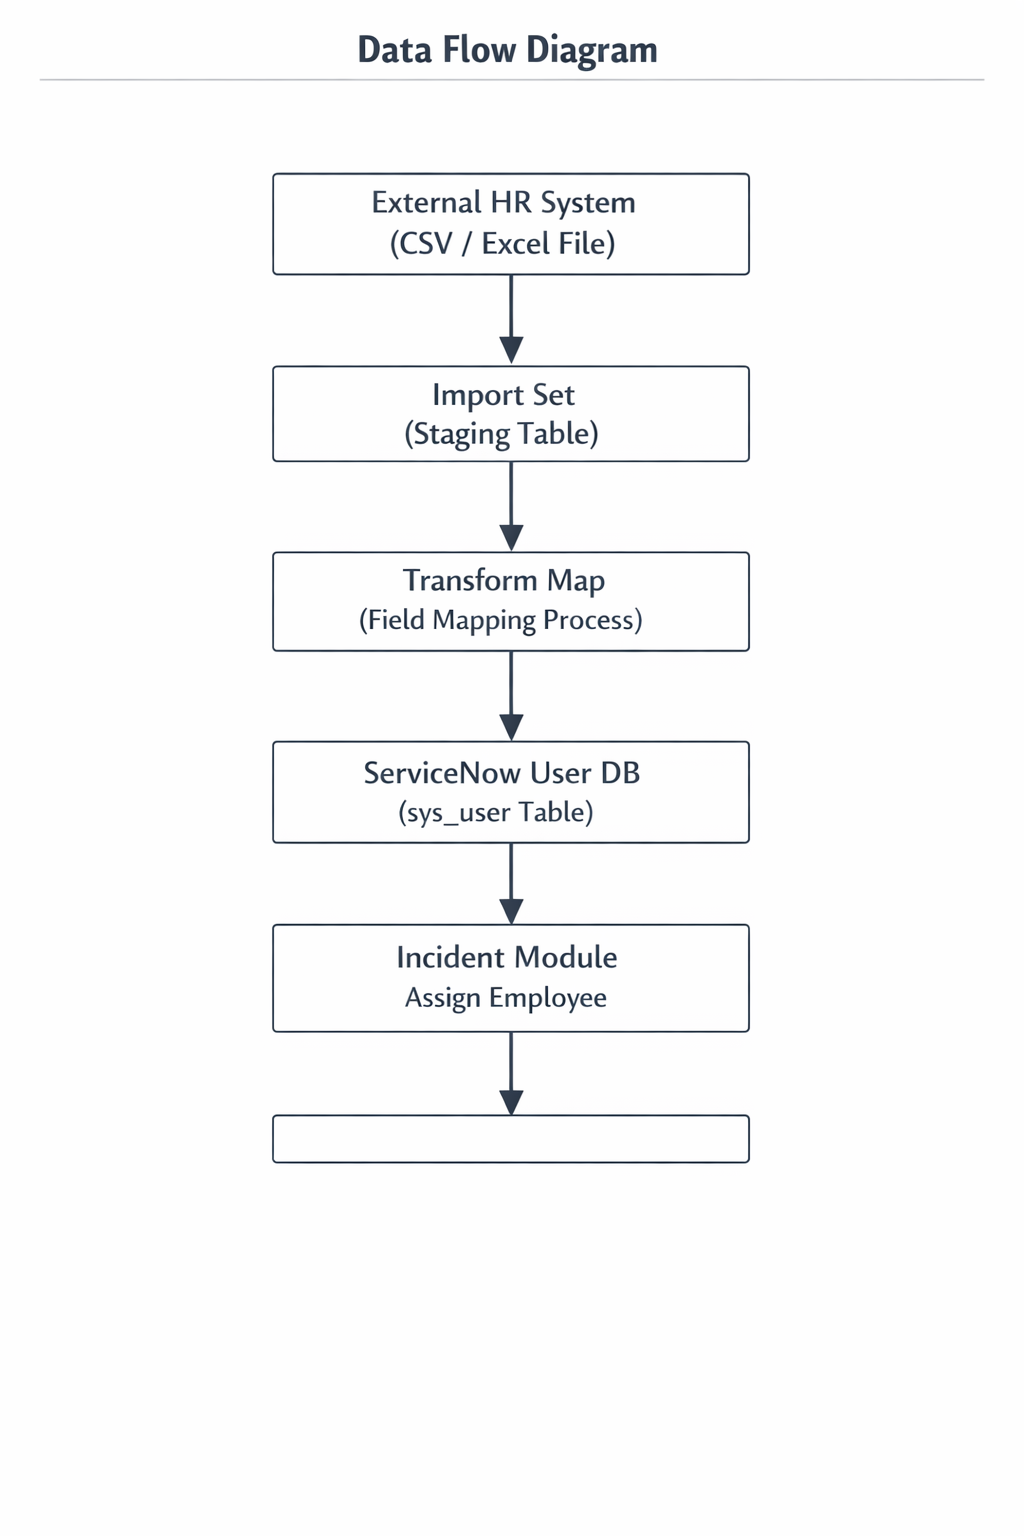 Data Flow Diagram
External HR System
(CSV / Excel File)
Import Set
(Staging Table)
Transform Map
(Field Mapping Process)
ServiceNow User DB
(sys_user Table)
Incident Module
Assign Employee